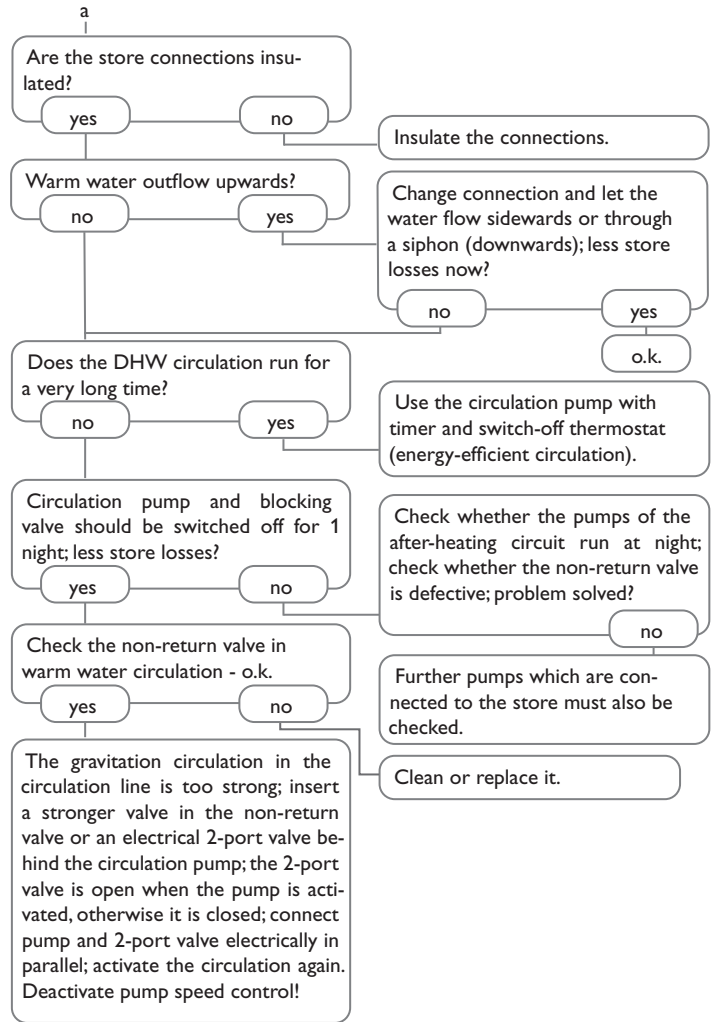 a
Are the store connections insu-
lated?
yes
no
Insulate the connections.
Warm water outflow upwards?
no
yes
Change connection and let the
water flow sidewards or through
a siphon (downwards); less store
losses now?
no
yes
o.k.
Does the DHW circulation run for
a very long time?
no
yes
Use the circulation pump with
timer and switch-off thermostat
(energy-efficient circulation).
Circulation pump and blocking
valve should be switched off for 1
night; less store losses?
yes
no
Check whether the pumps of the
after-heating circuit run at night;
check whether the non-return valve
is defective; problem solved?
no
Further pumps which are con-
nected to the store must also be
checked.
Check the non-return valve in
warm water circulation - o.k.
yes
no
Clean or replace it.
The gravitation circulation in the
circulation line is too strong; insert
a stronger valve in the non-return
valve or an electrical 2-port valve be-
hind the circulation pump; the 2-port
valve is open when the pump is acti-
vated, otherwise it is closed; connect
pump and 2-port valve electrically in
parallel; activate the circulation again.
Deactivate pump speed control!